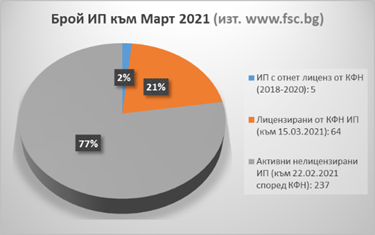 Брой ИП към Март 2021 (изт. www.fsc.bg)
2%
21%
77%
ИП с отнет лиценз от КФН
(2018-2020): 5
Лицензирани от КФН ИП
(към 15.03.2021): 64
Активни нелицензирани
ИП (към 22.02.2021
според КФН): 237